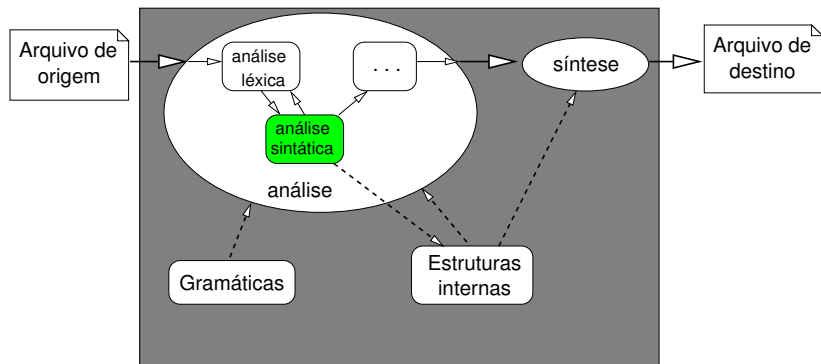 Arquivo de
origem
análise
léxica
. . .
análise
sintática
análise
síntese
Arquivo de
destino
Gramáticas
Estruturas
internas